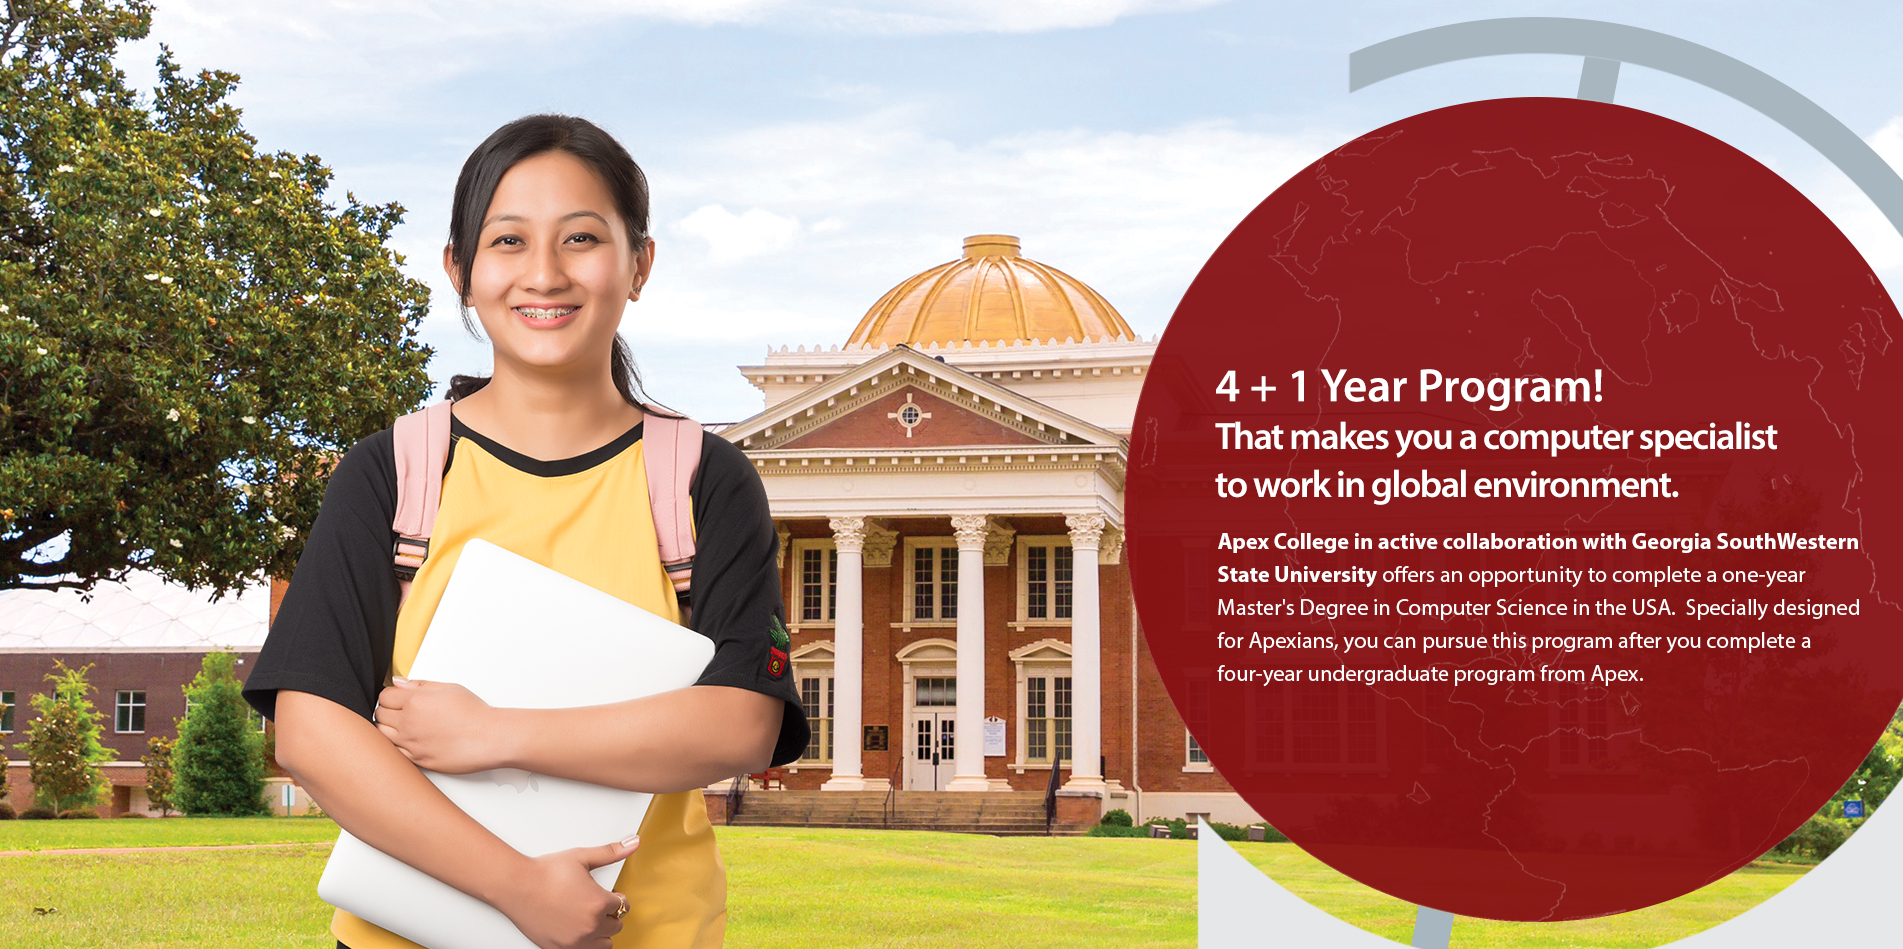 4 + 1 Year Program!
That makes you a computer specialist
to work in global environment.
Apex College in active collaboration with Georgia SouthWestern
State University offers an opportunity to complete a one-year
Master's Degree in Computer Science in the USA.  Specially designed
for Apexians, you can pursue this program after you complete a
four-year undergraduate program from Apex.